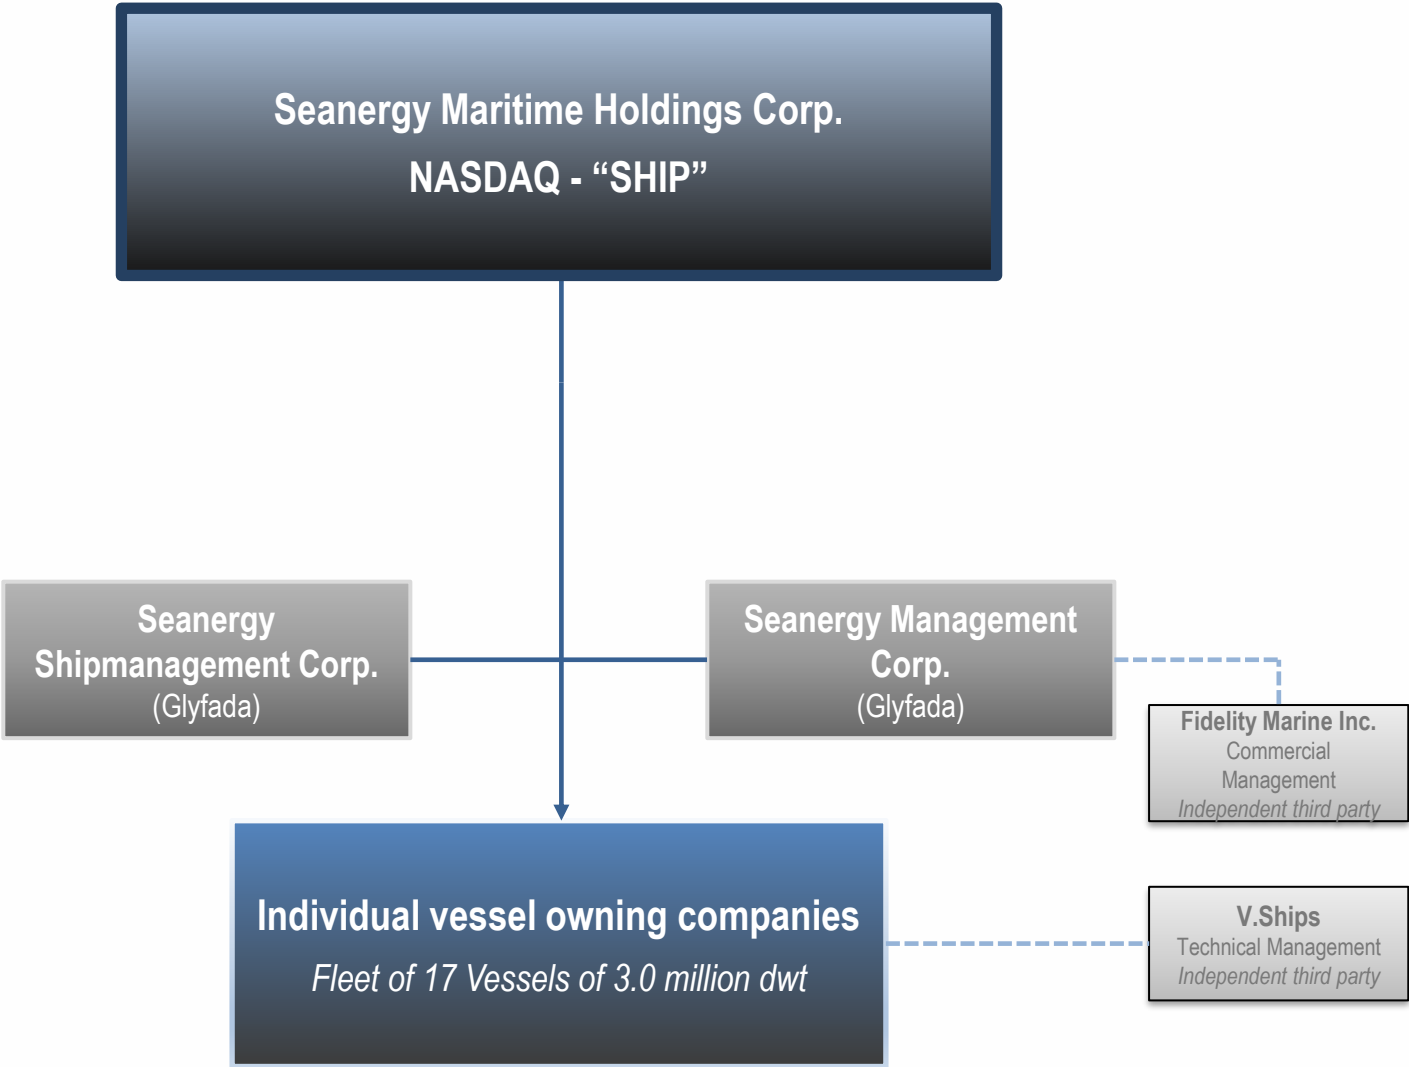 Seanergy Maritime Holdings Corp.
NASDAQ - “SHIP”
Seanergy
Shipmanagement Corp.
(Glyfada)
Seanergy Management
Corp.
(Glyfada)
Fidelity Marine Inc.
Commercial
Management
Independent third party
Individual vessel owning companies
Fleet of 17 Vessels of 3.0 million dwt
V.Ships
Technical Management
Independent third party